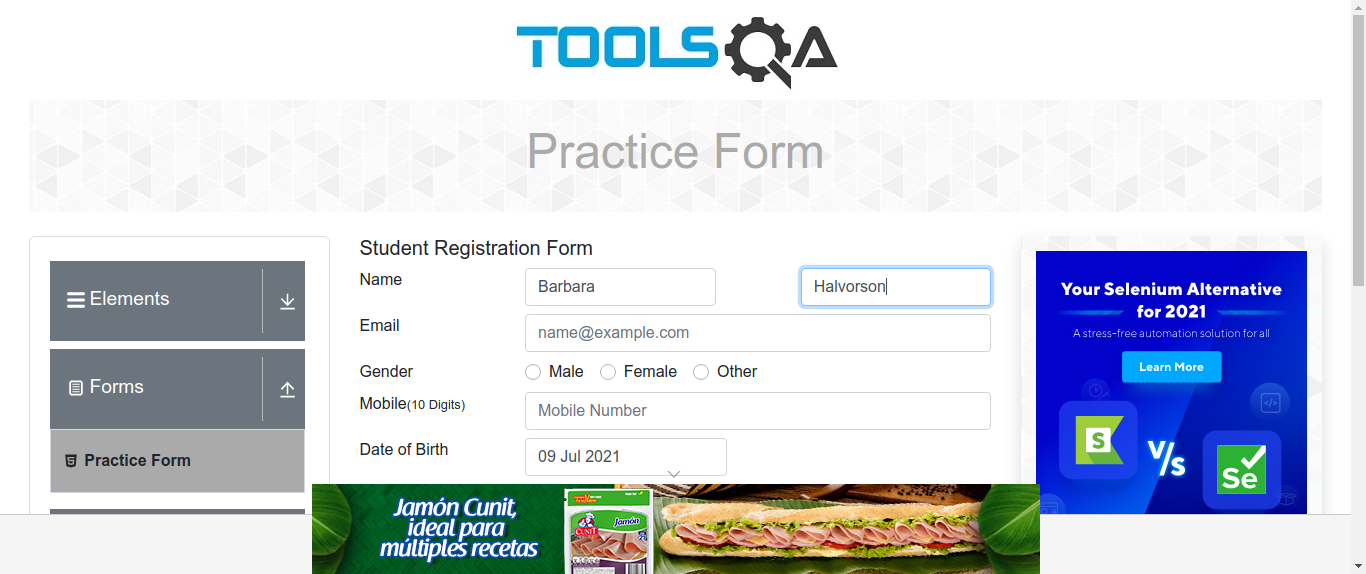 TOOLSQA
Practice Form
Elements
Forms
Practice Form
Student Registration Form
Name
Barbara
Halvorson
Email
name@example.com
Gender
Male
Female
Other
Mobile(10 Digits)
Mobile Number
Date of Birth
09 Jul 2021
Your Selenium Alternative
for 2021
A stress-free automation solution for all
Learn More
S
V/s
Se
Jamón Cunit,
ideal para
múltiples recetas
CUNIT
Jamón